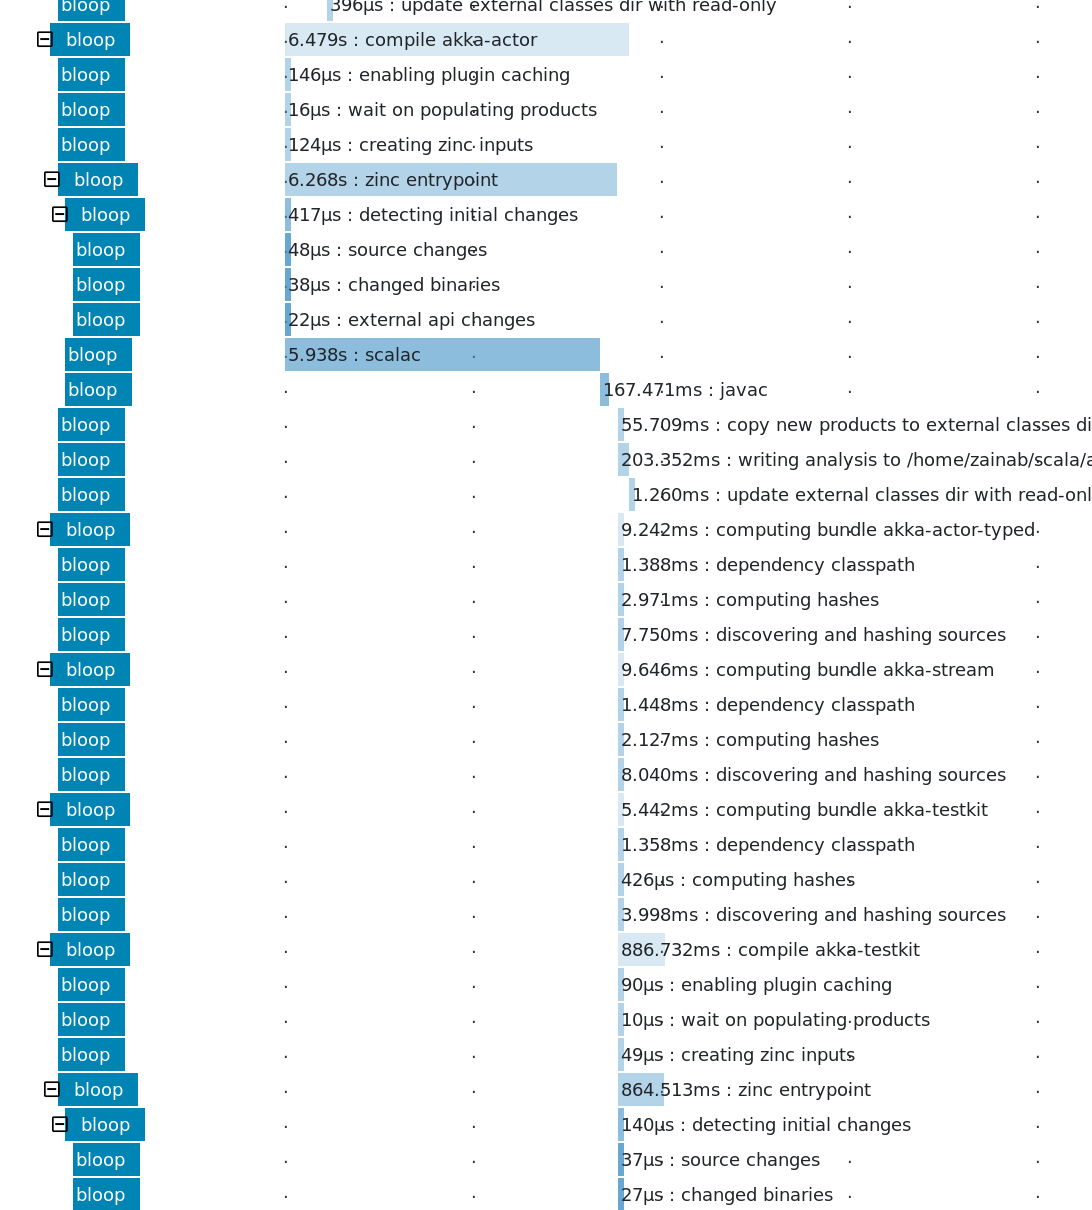 bloop 396µs : update external classes dir with read-only
bloop 6.479s : compile akka-actor
bloop 146µs : enabling plugin caching
bloop 16µs : wait on populating products
bloop 124µs : creating zinc inputs
bloop 6.268s : zinc entrypoint
bloop 417µs : detecting initial changes
bloop 48µs : source changes
bloop 38µs : changed binaries
bloop 22µs : external api changes
bloop 5.938s : scalac
bloop 167.471ms : javac
bloop 55.709ms : copy new products to external classes di
bloop 203.352ms : writing analysis to /home/zainab/scala/a
bloop 1.260ms : update external classes dir with read-onl
bloop 9.242ms : computing bundle akka-actor-typed
bloop 1.388ms : dependency classpath
bloop 2.971ms : computing hashes
bloop 7.750ms : discovering and hashing sources
bloop 9.646ms : computing bundle akka-stream
bloop 1.448ms : dependency classpath
bloop 2.127ms : computing hashes
bloop 8.040ms : discovering and hashing sources
bloop 5.442ms : computing bundle akka-testkit
bloop 1.358ms : dependency classpath
bloop 426µs : computing hashes
bloop 3.998ms : discovering and hashing sources
bloop 886.732ms : compile akka-testkit
bloop 90µs : enabling plugin caching
bloop 10µs : wait on populating products
bloop 49µs : creating zinc inputs
bloop 864.513ms : zinc entrypoint
bloop 140µs : detecting initial changes
bloop 37µs : source changes
bloop 27µs : changed binaries